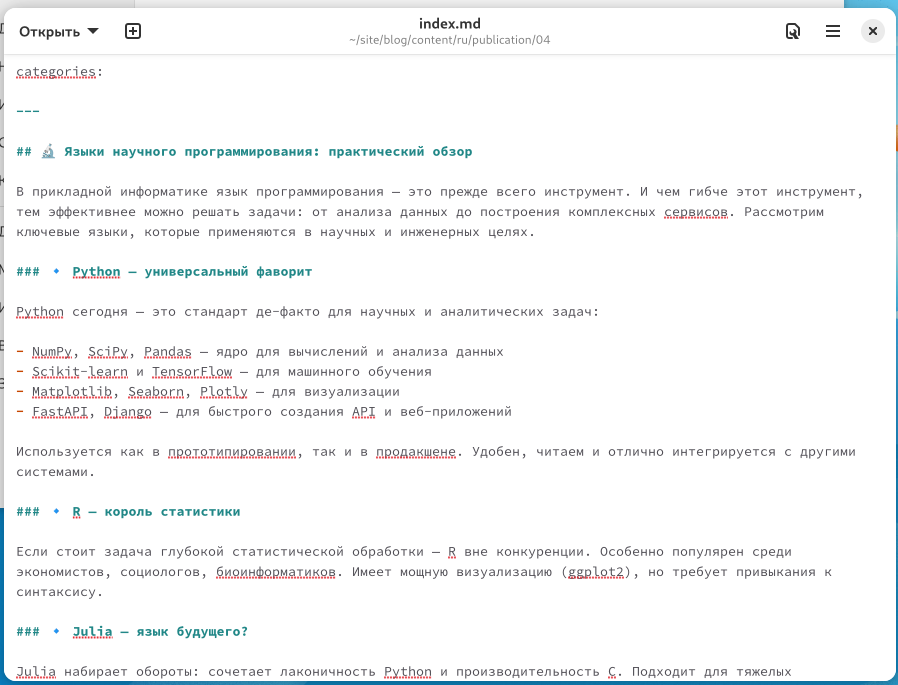 Открыть
index.md
~/site/blog/content/ru/publication/04
categories:
---
## 🔬 Языки научного программирования: практический обзор
В прикладной информатике язык программирования — это прежде всего инструмент. И чем гибче этот инструмент,
тем эффективнее можно решать задачи: от анализа данных до построения комплексных сервисов. Рассмотрим
ключевые языки, которые применяются в научных и инженерных целях.
### 🔹 Python — универсальный фаворит
Python сегодня — это стандарт де-факто для научных и аналитических задач:
- NumPy, SciPy, Pandas — ядро для вычислений и анализа данных
- Scikit-learn и TensorFlow — для машинного обучения
- Matplotlib, Seaborn, Plotly — для визуализации
- FastAPI, Django — для быстрого создания API и веб-приложений
Используется как в прототипировании, так и в продакшене. Удобен, читаем и отлично интегрируется с другими
системами.
### 🔹 R — король статистики
Если стоит задача глубокой статистической обработки — R вне конкуренции. Особенно популярен среди
экономистов, социологов, биоинформатиков. Имеет мощную визуализацию (ggplot2), но требует привыкания к
синтаксису.
### 🔹 Julia — язык будущего?
Julia набирает обороты: сочетает лаконичность Python и производительность C. Подходит для тяжелых